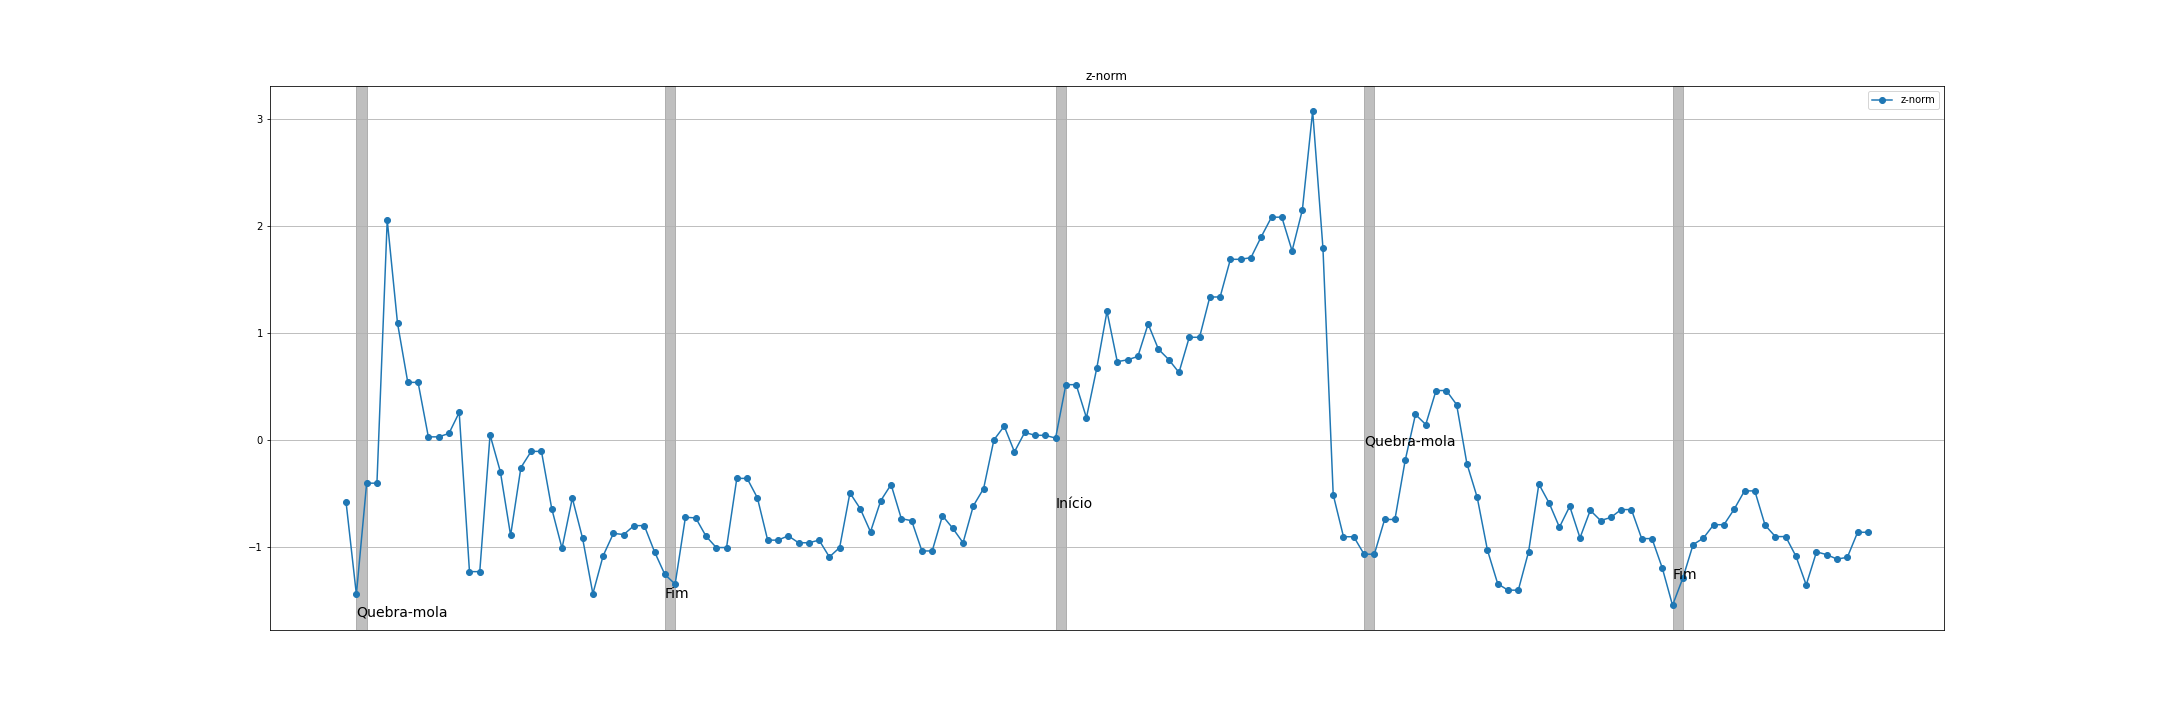 z-norm
z-norm
3
2
1
0
−1
Quebra-mola
Fim
Início
Quebra-mola
Fim